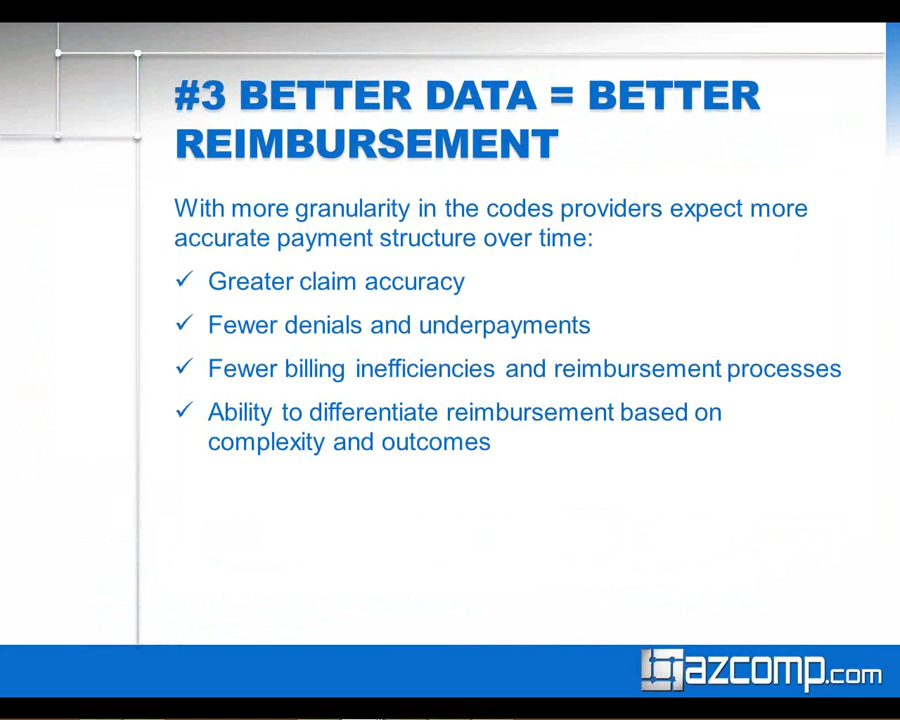 #3 BETTER DATA = BETTER
REIMBURSEMENT
With more granularity in the codes providers expect more
accurate payment structure over time:
✓ Greater claim accuracy
✓ Fewer denials and underpayments
✓ Fewer billing inefficiencies and reimbursement processes
✓ Ability to differentiate reimbursement based on
complexity and outcomes
azcomp.com